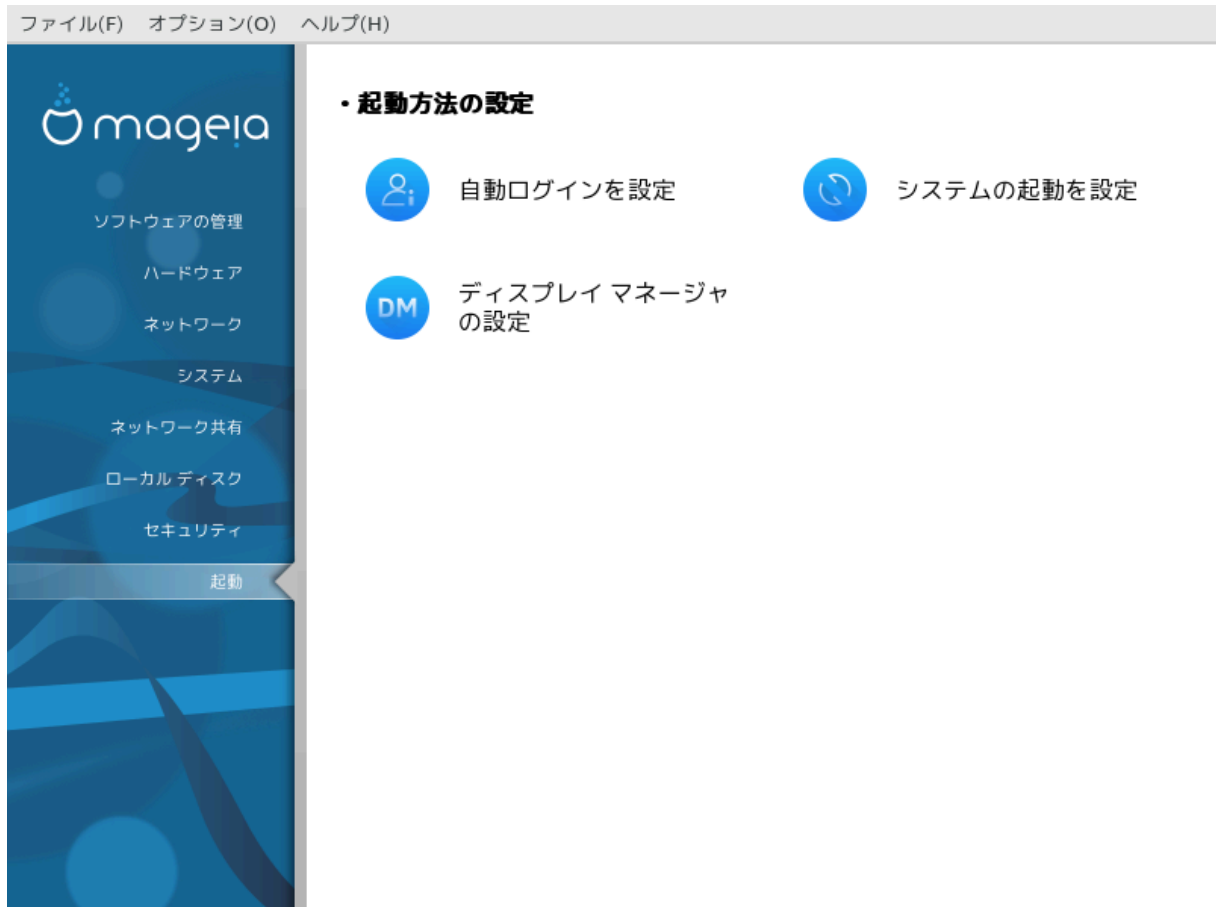 ファイル(F) オプション(O) ヘルプ(H)
mageia
ソフトウェアの管理
ハードウェア
ネットワーク
システム
ネットワーク共有
ローカル ディスク
セキュリティ
起動
・起動方法の設定
自動ログインを設定
システムの起動を設定
DM
ディスプレイ マネージャ
の設定